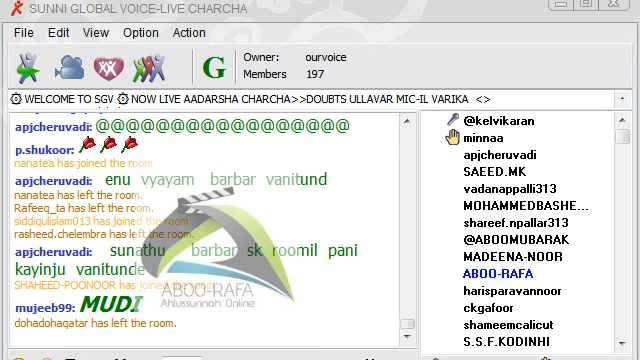 SUNNI GLOBAL VOICE-LIVE CHARCHA
File Edit View Option Action
G
Owner: ourvoice
Members 197
WELCOME TO SGV NOW LIVE AADARSHA CHARCHA>>DOUBTS ULLAVAR MIC-IL VARIKA <>
apjcheruvadi: @@@@@@@@@@@@@@@@@
p.shukoor:
nanatea has joined the room
apjcheruvadi: enu vyayam barbar vanitund
nanatea has left the room.
Rafeeq_ta has left the room.
siddiqulislam013 has joined the room
rasheed.chelembra has left the room.
apjcheruvadi: sunathu barbar sk roomil pani
kayinju vanitunde
SHAHEED-POONOOR has joined the room
mujeeb99: MUDI
dohadohaqatar has left the room.
ABOO-RAFA
Ahlussunnah Online
@kelvikaran
minnaa
apjcheruvadi
SAEED.MK
vadanappalli313
MOHAMMEDBASHE...
shareef.npallar313
@ABOOMUBARAK
MADEENA-NOOR
ABOO-RAFA
harisparavannoor
ckgafoor
shameemcalicut
S.S.F.KODINHI